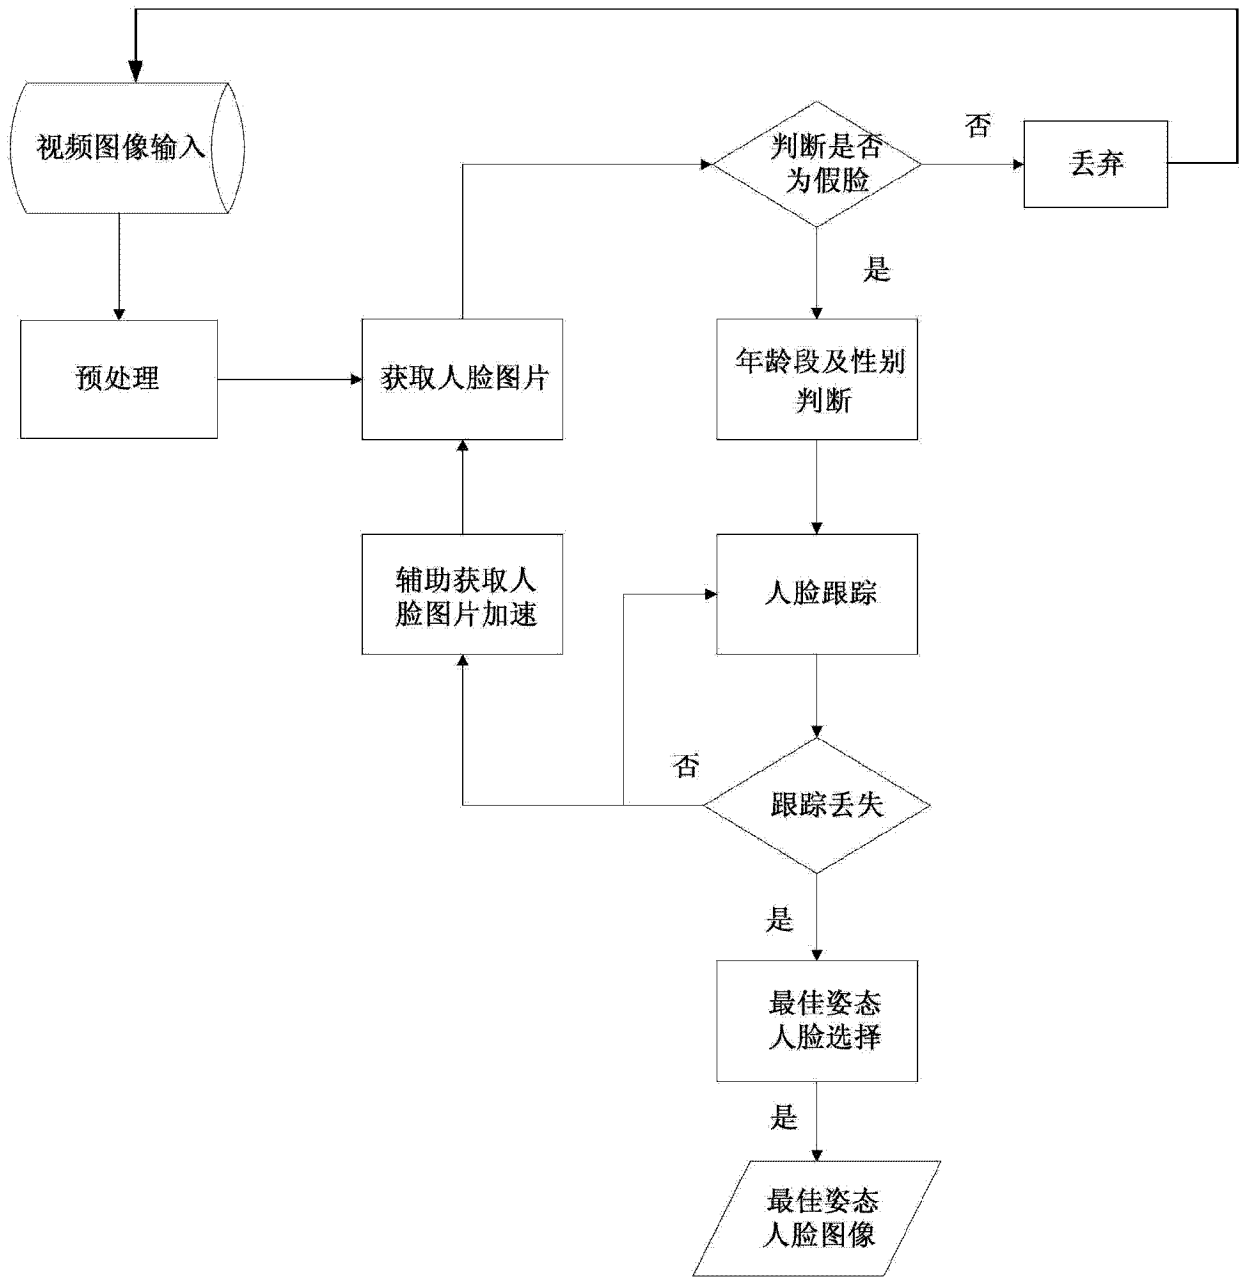 视频图像输入
预处理
获取人脸图片
辅助获取人
脸图片加速
判断是否
为假脸
否
丢弃
是
年龄段及性别
判断
人脸跟踪
否
跟踪丢失
是
最佳姿态
人脸选择
是
最佳姿态
人脸图像